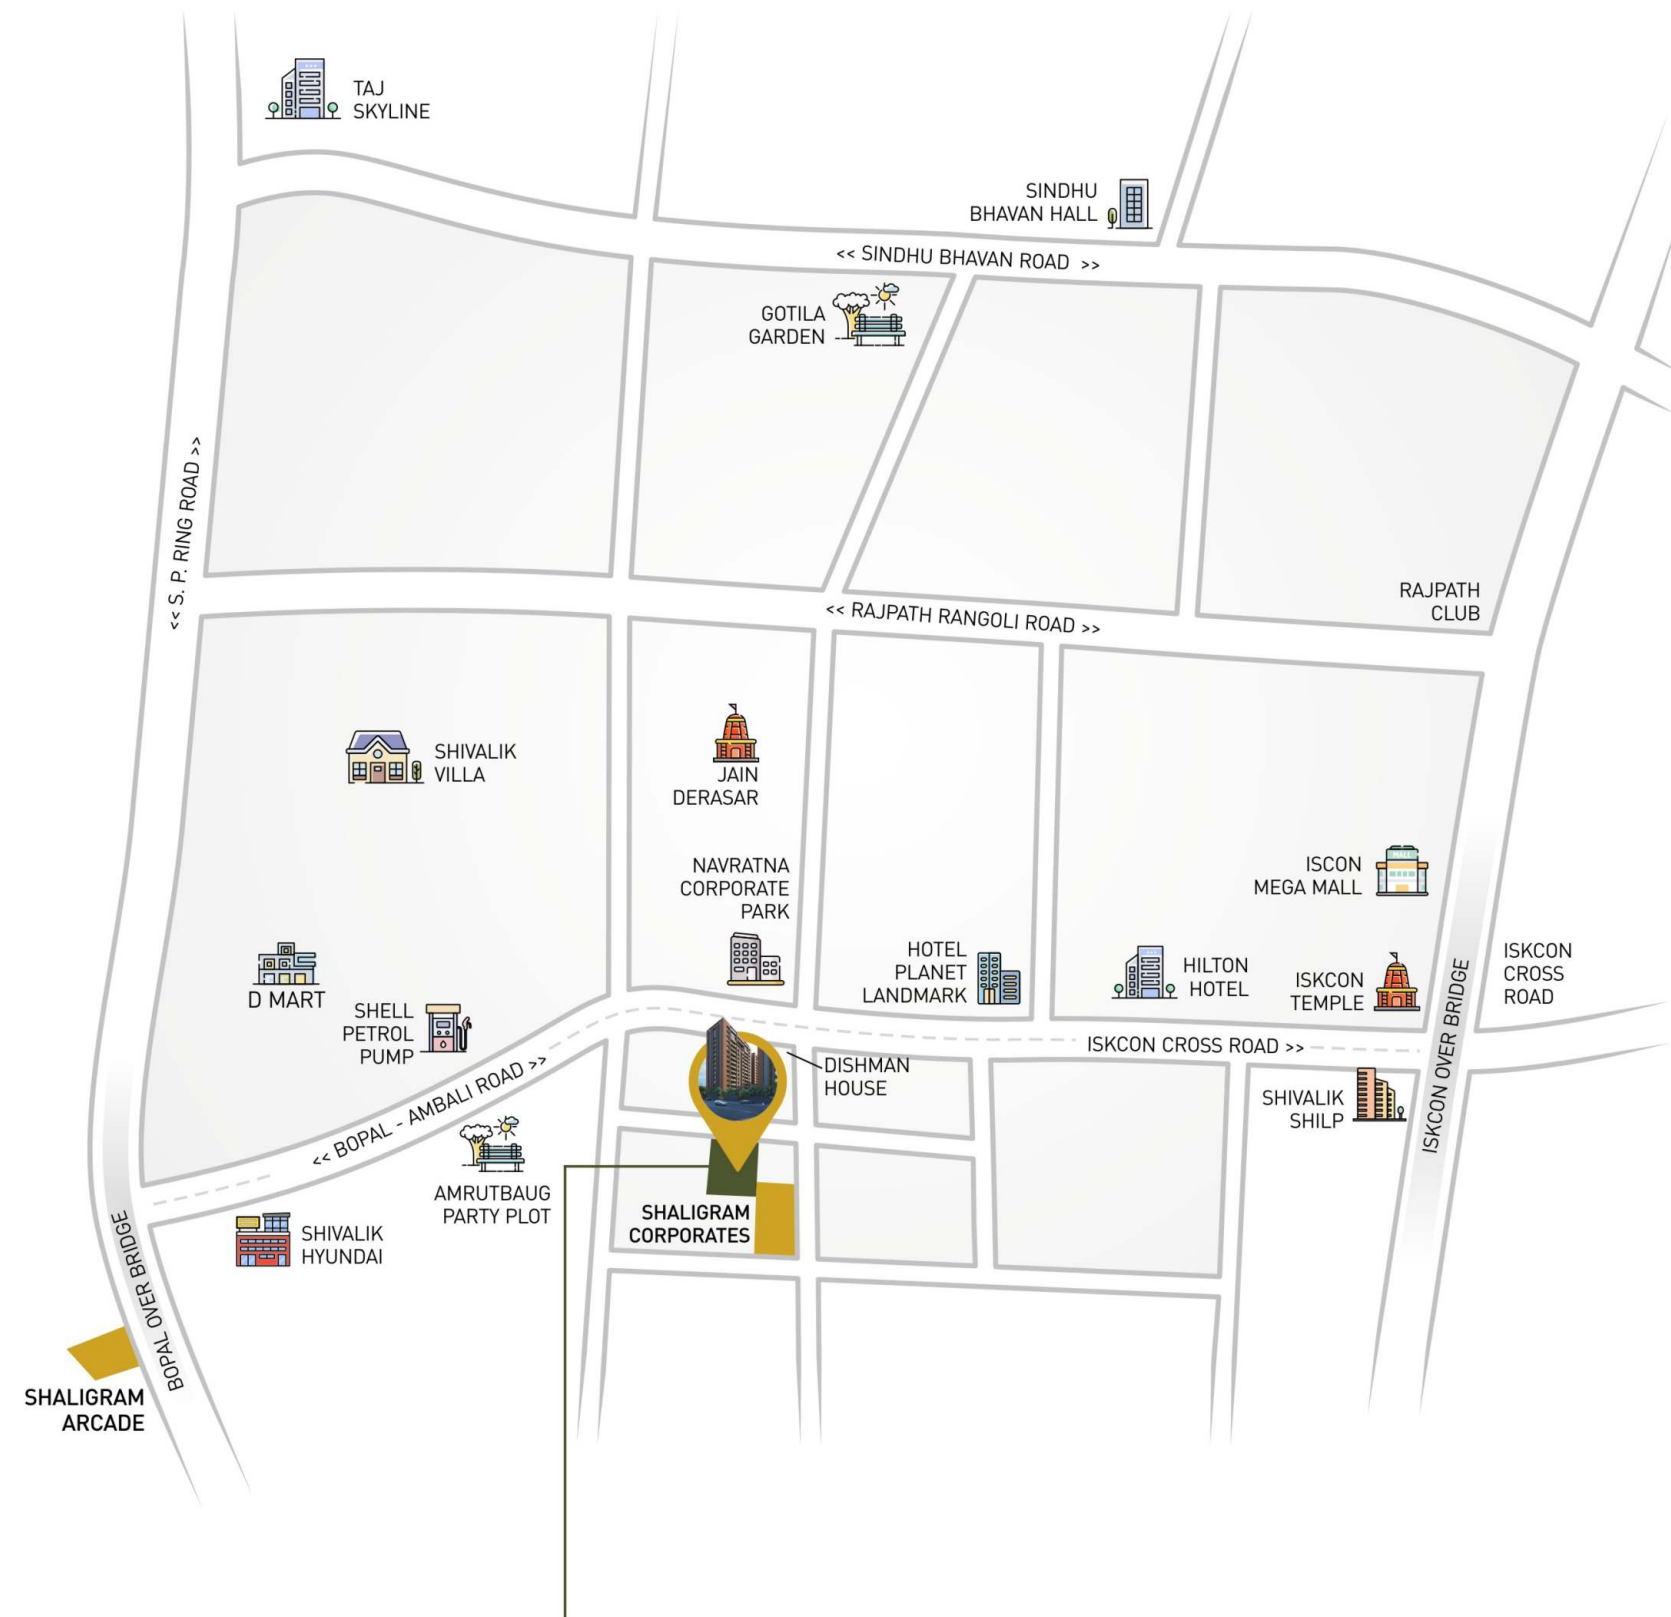 TAJ
SKYLINE
SINDHU
BHAVAN HALL
<< SINDHU BHAVAN ROAD >>
GOTILA
GARDEN
<< S. P. RING ROAD >>
RAJPATH
CLUB
<< RAJPATH RANGOLI ROAD >>
SHIVALIK
VILLA
JAIN
DERASAR
NAVRATNA
CORPORATE
PARK
MALL
ISCON
MEGA MALL
HOTEL
PLANET
LANDMARK
HILTON
HOTEL
ISKCON
TEMPLE
ISKCON
CROSS
ROAD
D MART
SHELL
PETROL
PUMP
ISKCON CROSS ROAD >>
ISKCON OVER BRIDGE
DISHMAN
HOUSE
<< BOPAL - AMBALI ROAD >>
SHIVALIK
SHILP
AMRUTBAUG
PARTY PLOT
SHALIGRAM
CORPORATES
SHIVALIK
HYUNDAI
BOPAL OVER BRIDGE
SHALIGRAM
ARCADE